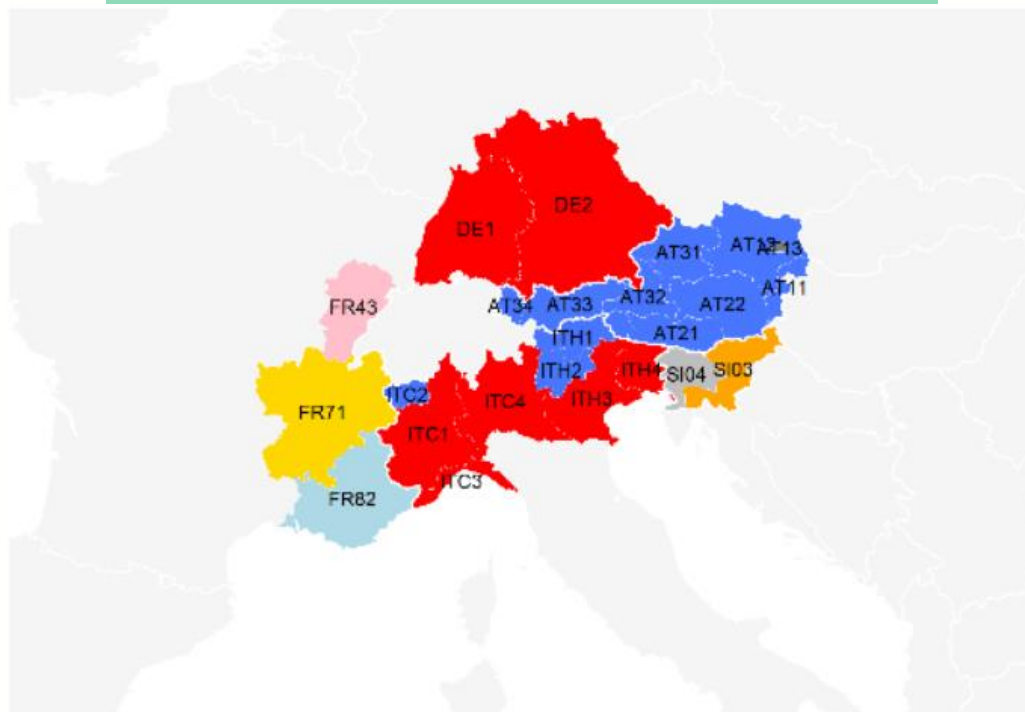 DE2
DE1
AT12
AT13
AT31
AT11
AT32
AT33
AT34
AT22
FR43
AT21
ITH1
ITH2
ITH4
SI04
SI03
ITC2
ITC4
ITH3
FR71
ITC1
ITC3
FR82